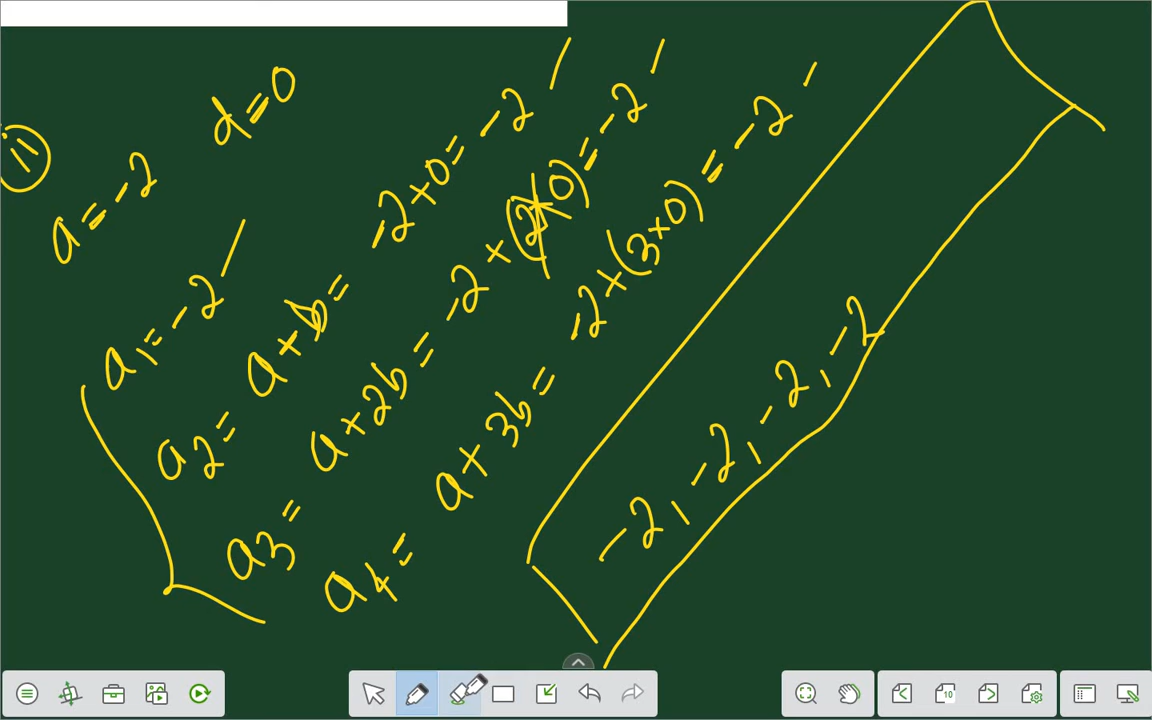 ii
a = -2 d = 0
a1 = -2
a2 = a + b = -2 + 0 = -2
a3 = a + 2b = -2 + (2×0) = -2
a4 = a + 3b = -2 + (3×0) = -2
-2, -2, -2, -2
10